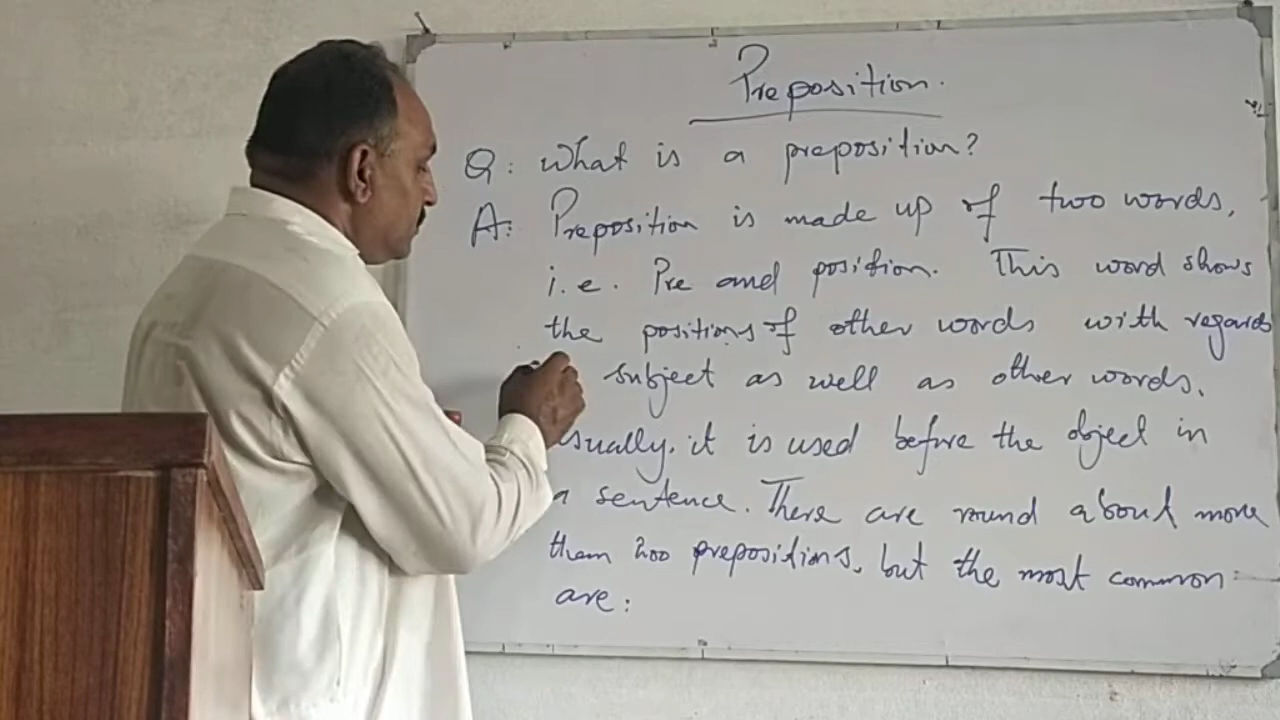 Preposition.
Q: What is a preposition?
A: Preposition is made up of two words,
i.e. Pre and position. This word shows
the positions of other words with regards
subject as well as other words.
sually, it is used before the object in
a sentence. There are round about more
than 200 prepositions, but the most common
are: